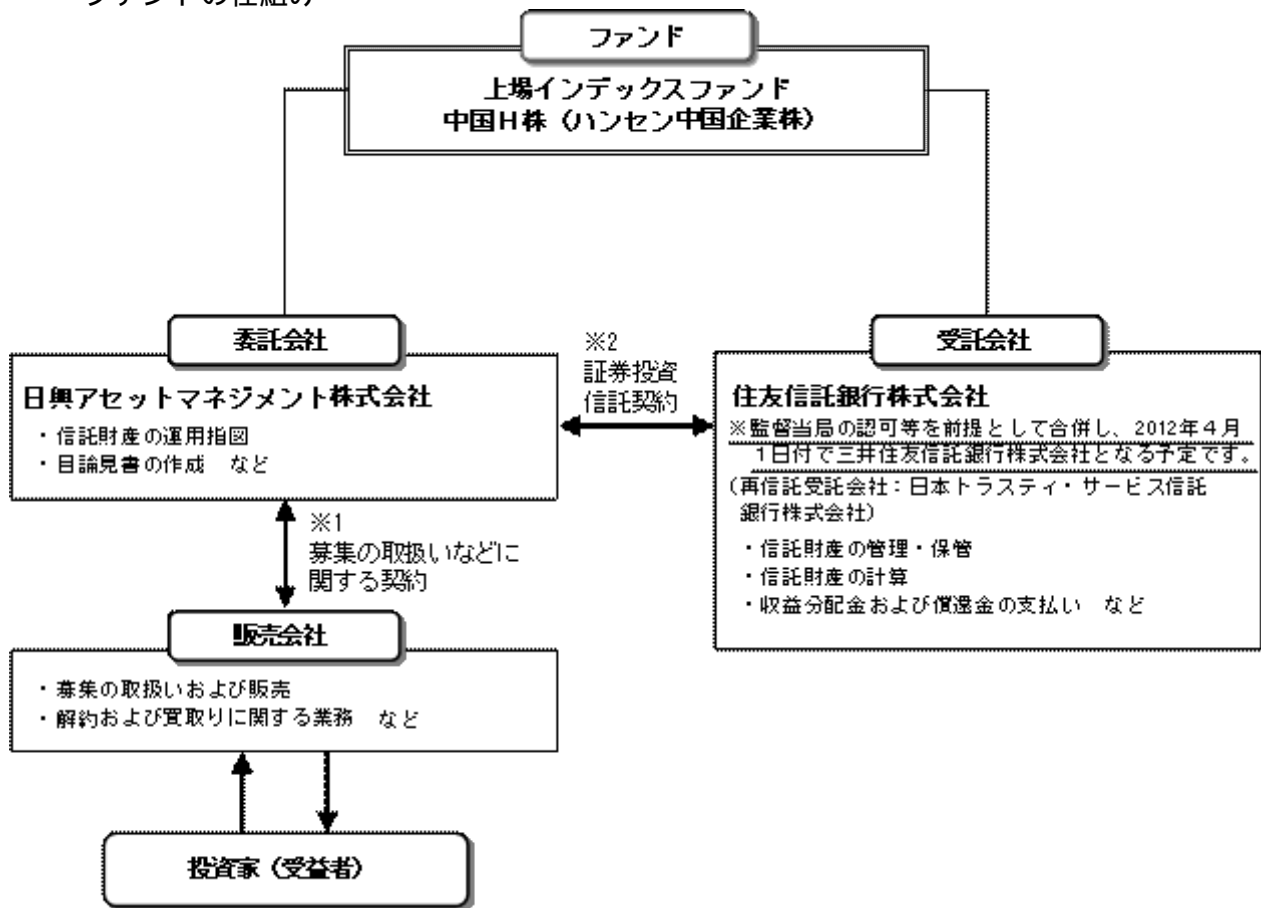 ファンドの仕組み
ファンド
上場インデックスファンド
中国H株（ハンセン中国企業株）
委託会社
日興アセットマネジメント株式会社
・信託財産の運用指図
・目論見書の作成　など
※2
証券投資
信託契約
受託会社
住友信託銀行株式会社
※監督当局の認可等を前提として合併し、2012年４月
１日付で三井住友信託銀行株式会社となる予定です。
（再信託受託会社：日本トラスティ・サービス信託
銀行株式会社）
・信託財産の管理・保管
・信託財産の計算
・収益分配金および償還金の支払い　など
※1
募集の取扱いなどに
関する契約
販売会社
・募集の取扱いおよび販売
・解約および買取りに関する業務　など
投資家（受益者）